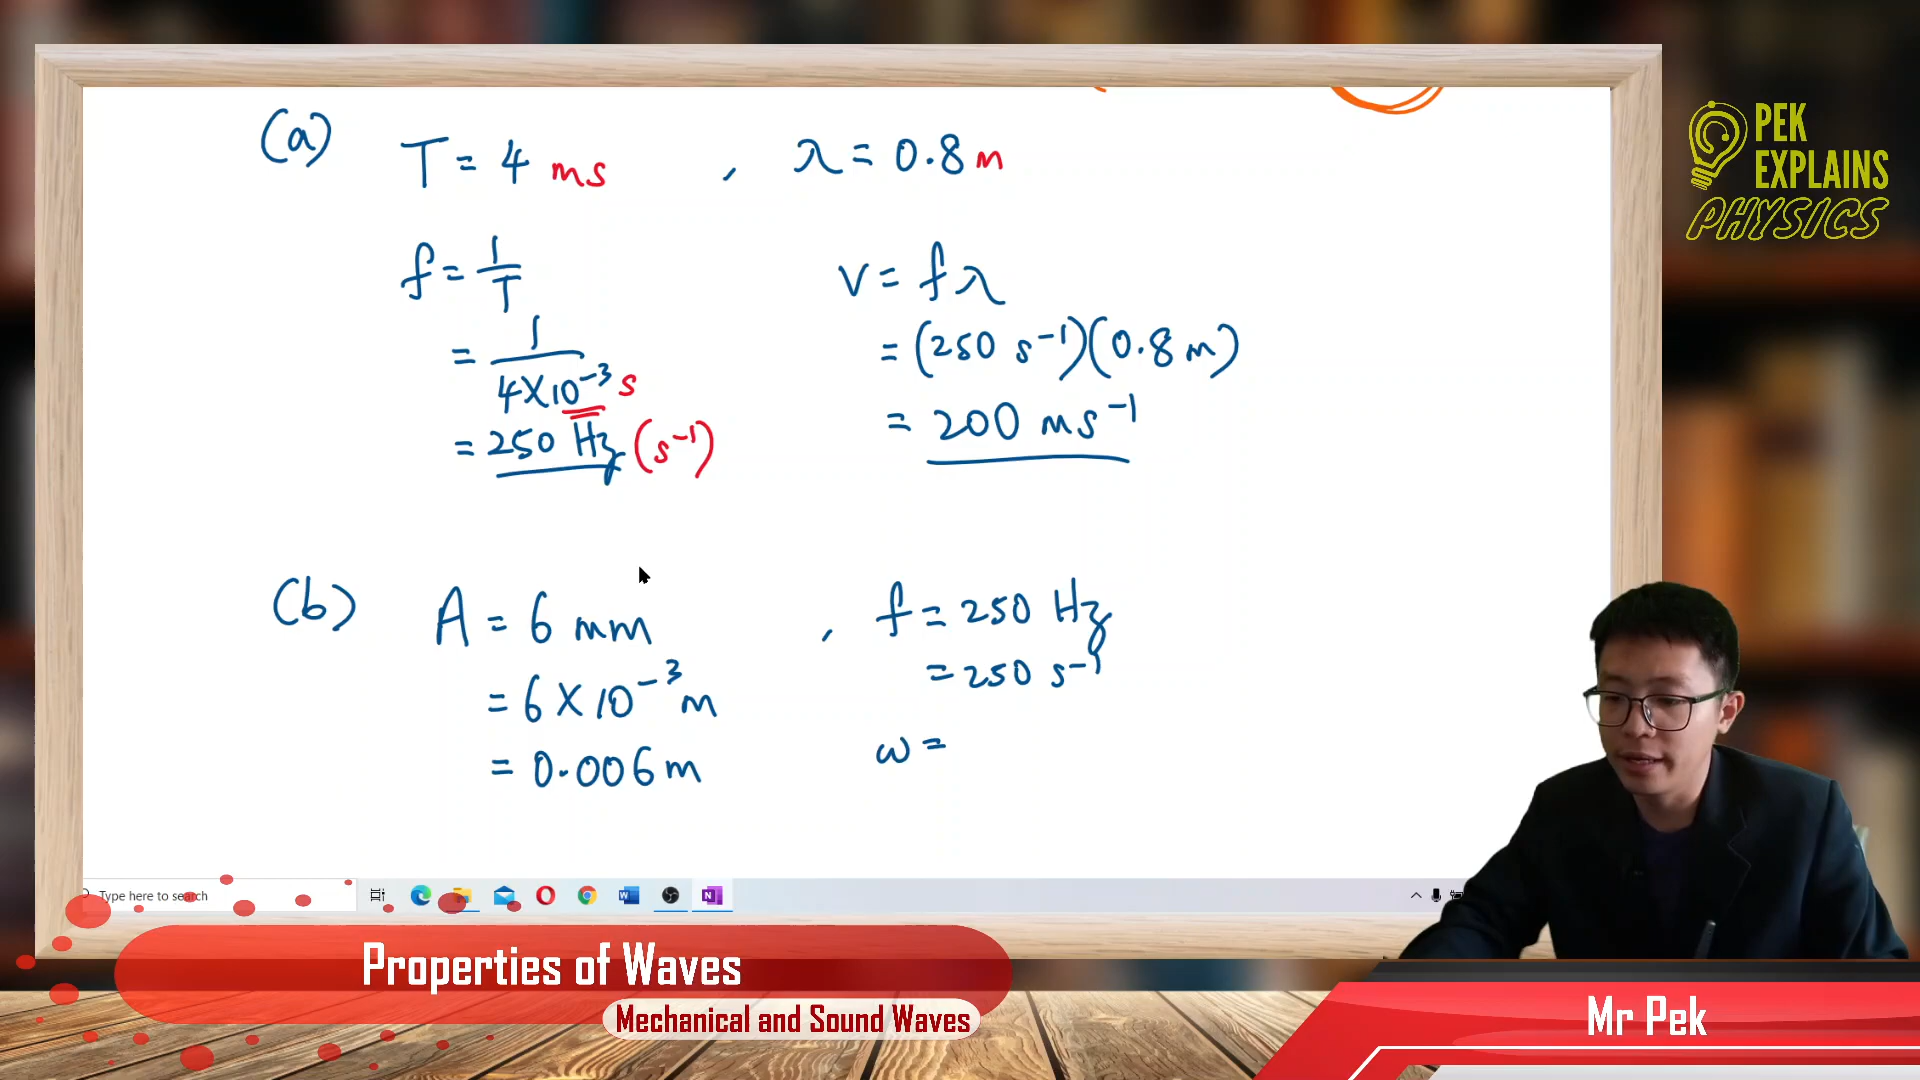 (a) T = 4 ms , λ = 0.8 m
f = 1/T
= 1/(4×10⁻³ s)
= 250 Hz (s⁻¹)
v = fλ
= (250 s⁻¹)(0.8 m)
= 200 ms⁻¹
(b) A = 6 mm , f = 250 Hz
= 6 × 10⁻³ m
= 0.006 m
= 250 s⁻¹
ω =
PEK
EXPLAINS
PHYSICS
Type here to search
Properties of Waves
Mechanical and Sound Waves
Mr Pek